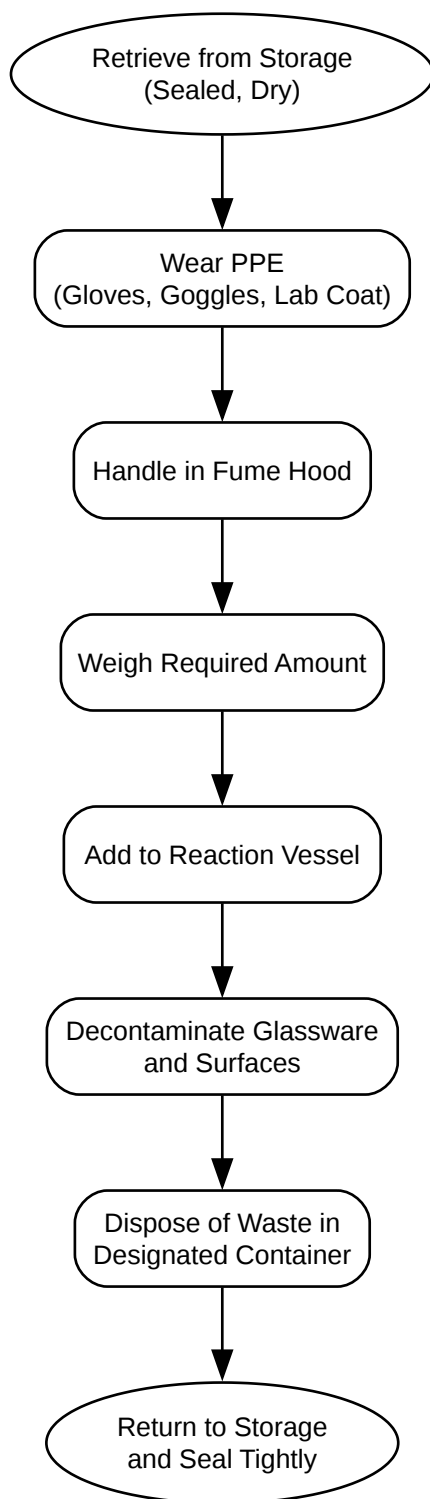 Retrieve from Storage
(Sealed, Dry)
Wear PPE
(Gloves, Goggles, Lab Coat)
Handle in Fume Hood
Weigh Required Amount
Add to Reaction Vessel
Decontaminate Glassware
and Surfaces
Dispose of Waste in
Designated Container
Return to Storage
and Seal Tightly